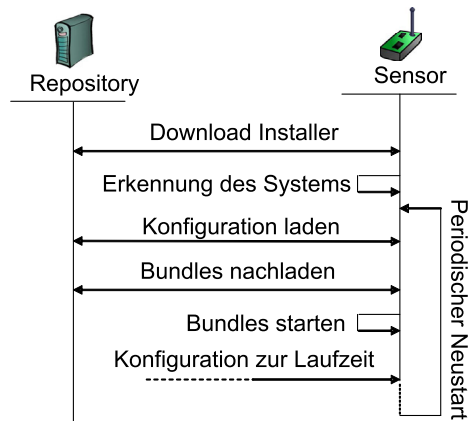 Repository
Sensor
Download Installer
Erkennung des Systems
Konfiguration laden
Bundles nachladen
Bundles starten
Konfiguration zur Laufzeit
Periodischer Neustart